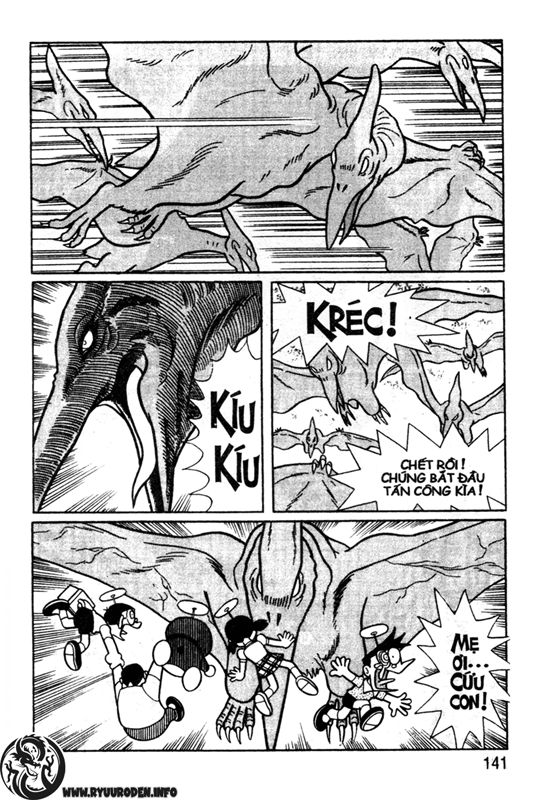 KRÉC!
KÍU
KÍU
CHẾT RỒI!
CHÚNG BẮT ĐẦU
TẤN CÔNG KÌA!
MẸ
ƠI...
CỨU
CON!
141
WWW.RYUURODEN.INFO